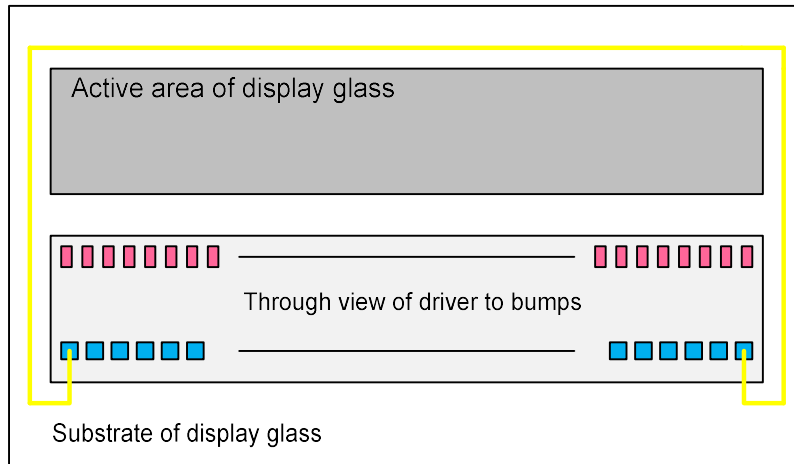 Active area of display glass
Through view of driver to bumps
Substrate of display glass